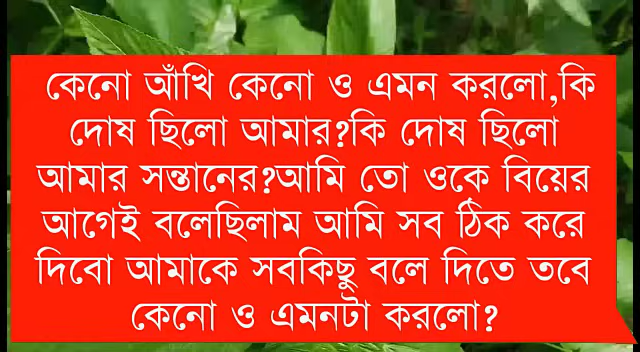 কেনো আঁখি কেনো ও এমন করলো,কি
দোষ ছিলো আমার?কি দোষ ছিলো
আমার সন্তানের?আমি তো ওকে বিয়ের
আগেই বলেছিলাম আমি সব ঠিক করে
দিবো আমাকে সবকিছু বলে দিতে তবে
কেনো ও এমনটা করলো?